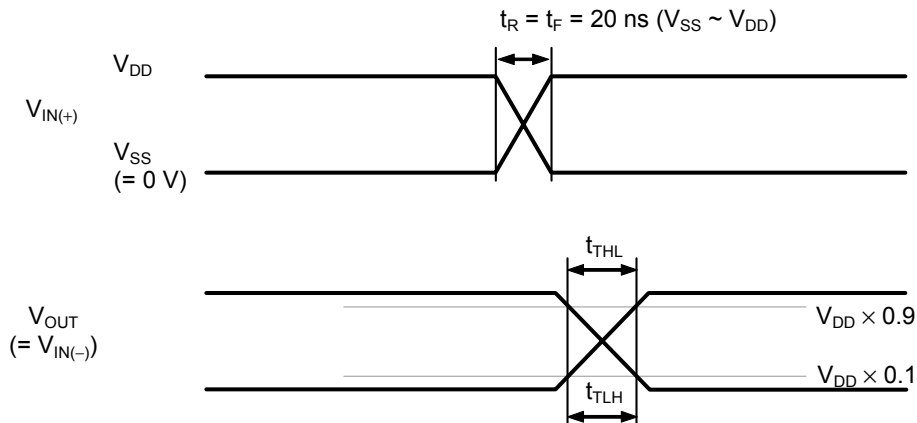 t_R = t_F = 20 ns (V_SS ~ V_DD)
V_DD
V_IN(+)
V_SS
(= 0 V)
t_THL
V_OUT
(= V_IN(−))
V_DD × 0.9
V_DD × 0.1
t_TLH